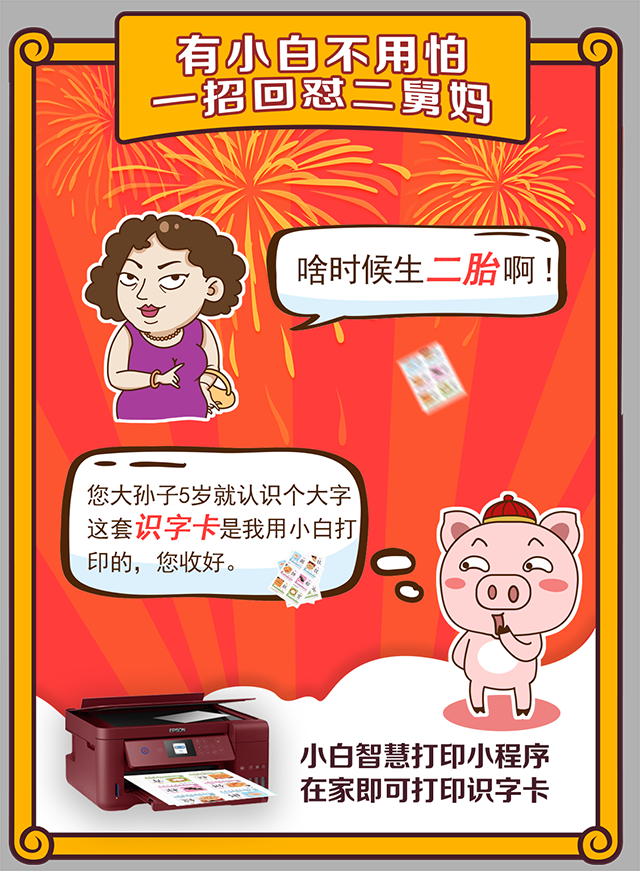 有小白不用怕
一招回怼二舅妈
啥时候生二胎啊！
您大孙子5岁就认识个大字
这套识字卡是我用小白打
印的，您收好。
EPSON
小白智慧打印小程序
在家即可打印识字卡